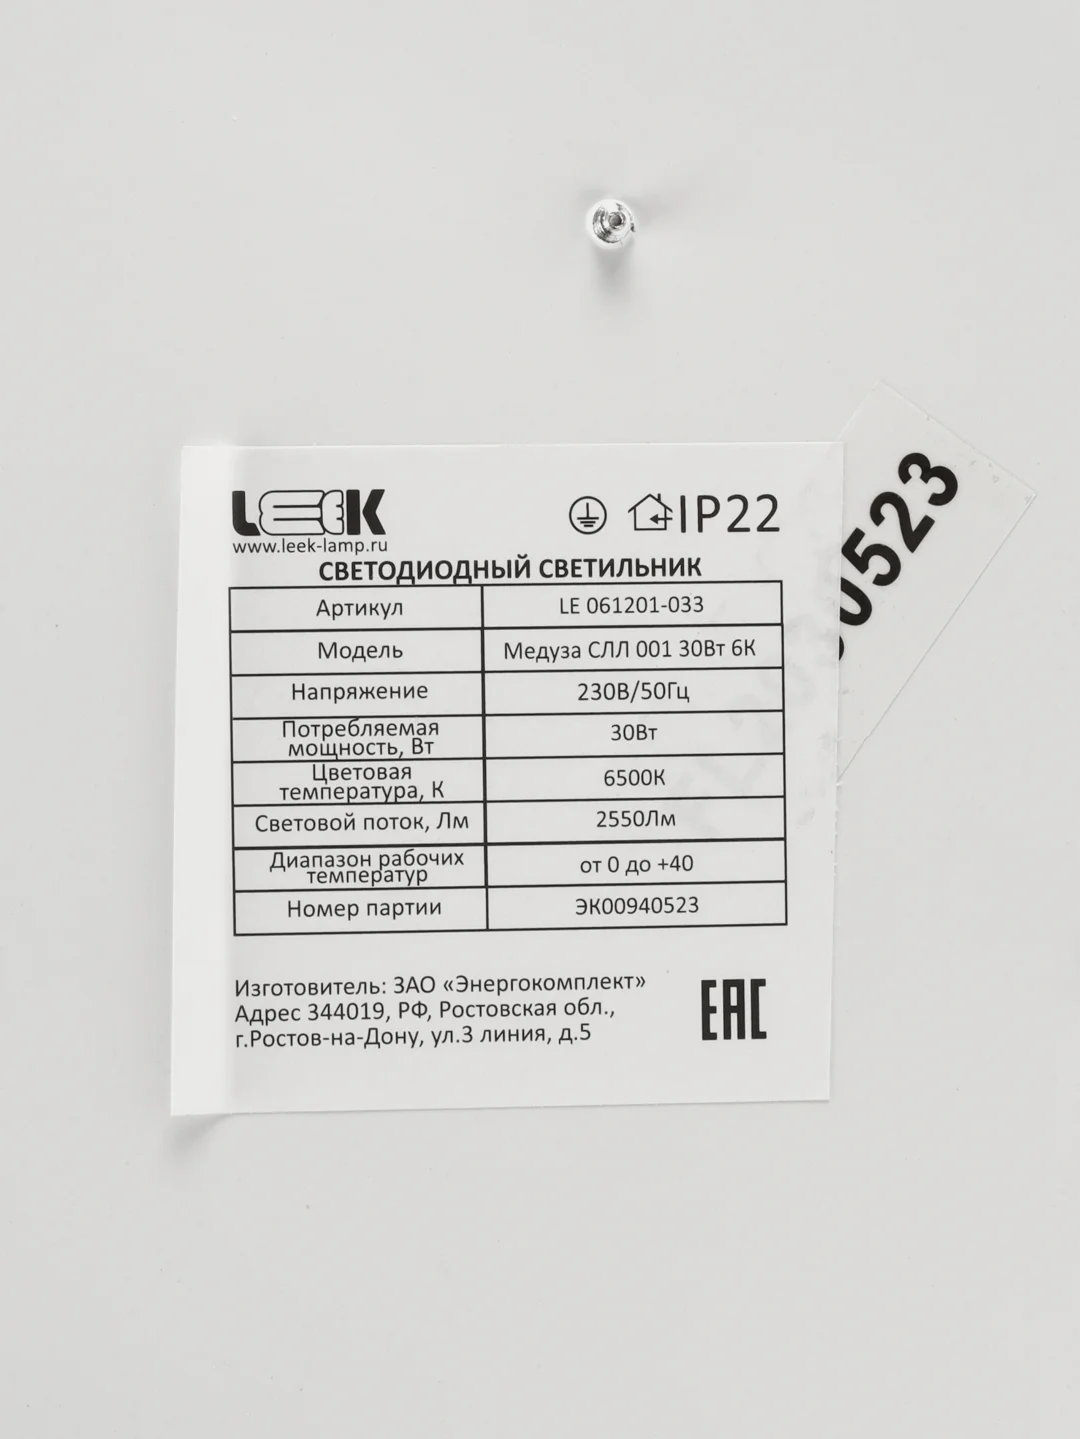 LEEK
www.leek-lamp.ru
IP22
СВЕТОДИОДНЫЙ СВЕТИЛЬНИК
Артикул LE 061201-033
Модель Медуза СЛЛ 001 30Вт 6К
Напряжение 230В/50Гц
Потребляемая
мощность, Вт
30Вт
Цветовая
температура, К
6500К
Световой поток, Лм 2550Лм
Диапазон рабочих
температур
от 0 до +40
Номер партии ЭК00940523
Изготовитель: ЗАО «Энергокомплект»
Адрес 344019, РФ, Ростовская обл.,
г.Ростов-на-Дону, ул.3 линия, д.5
EAC
0523